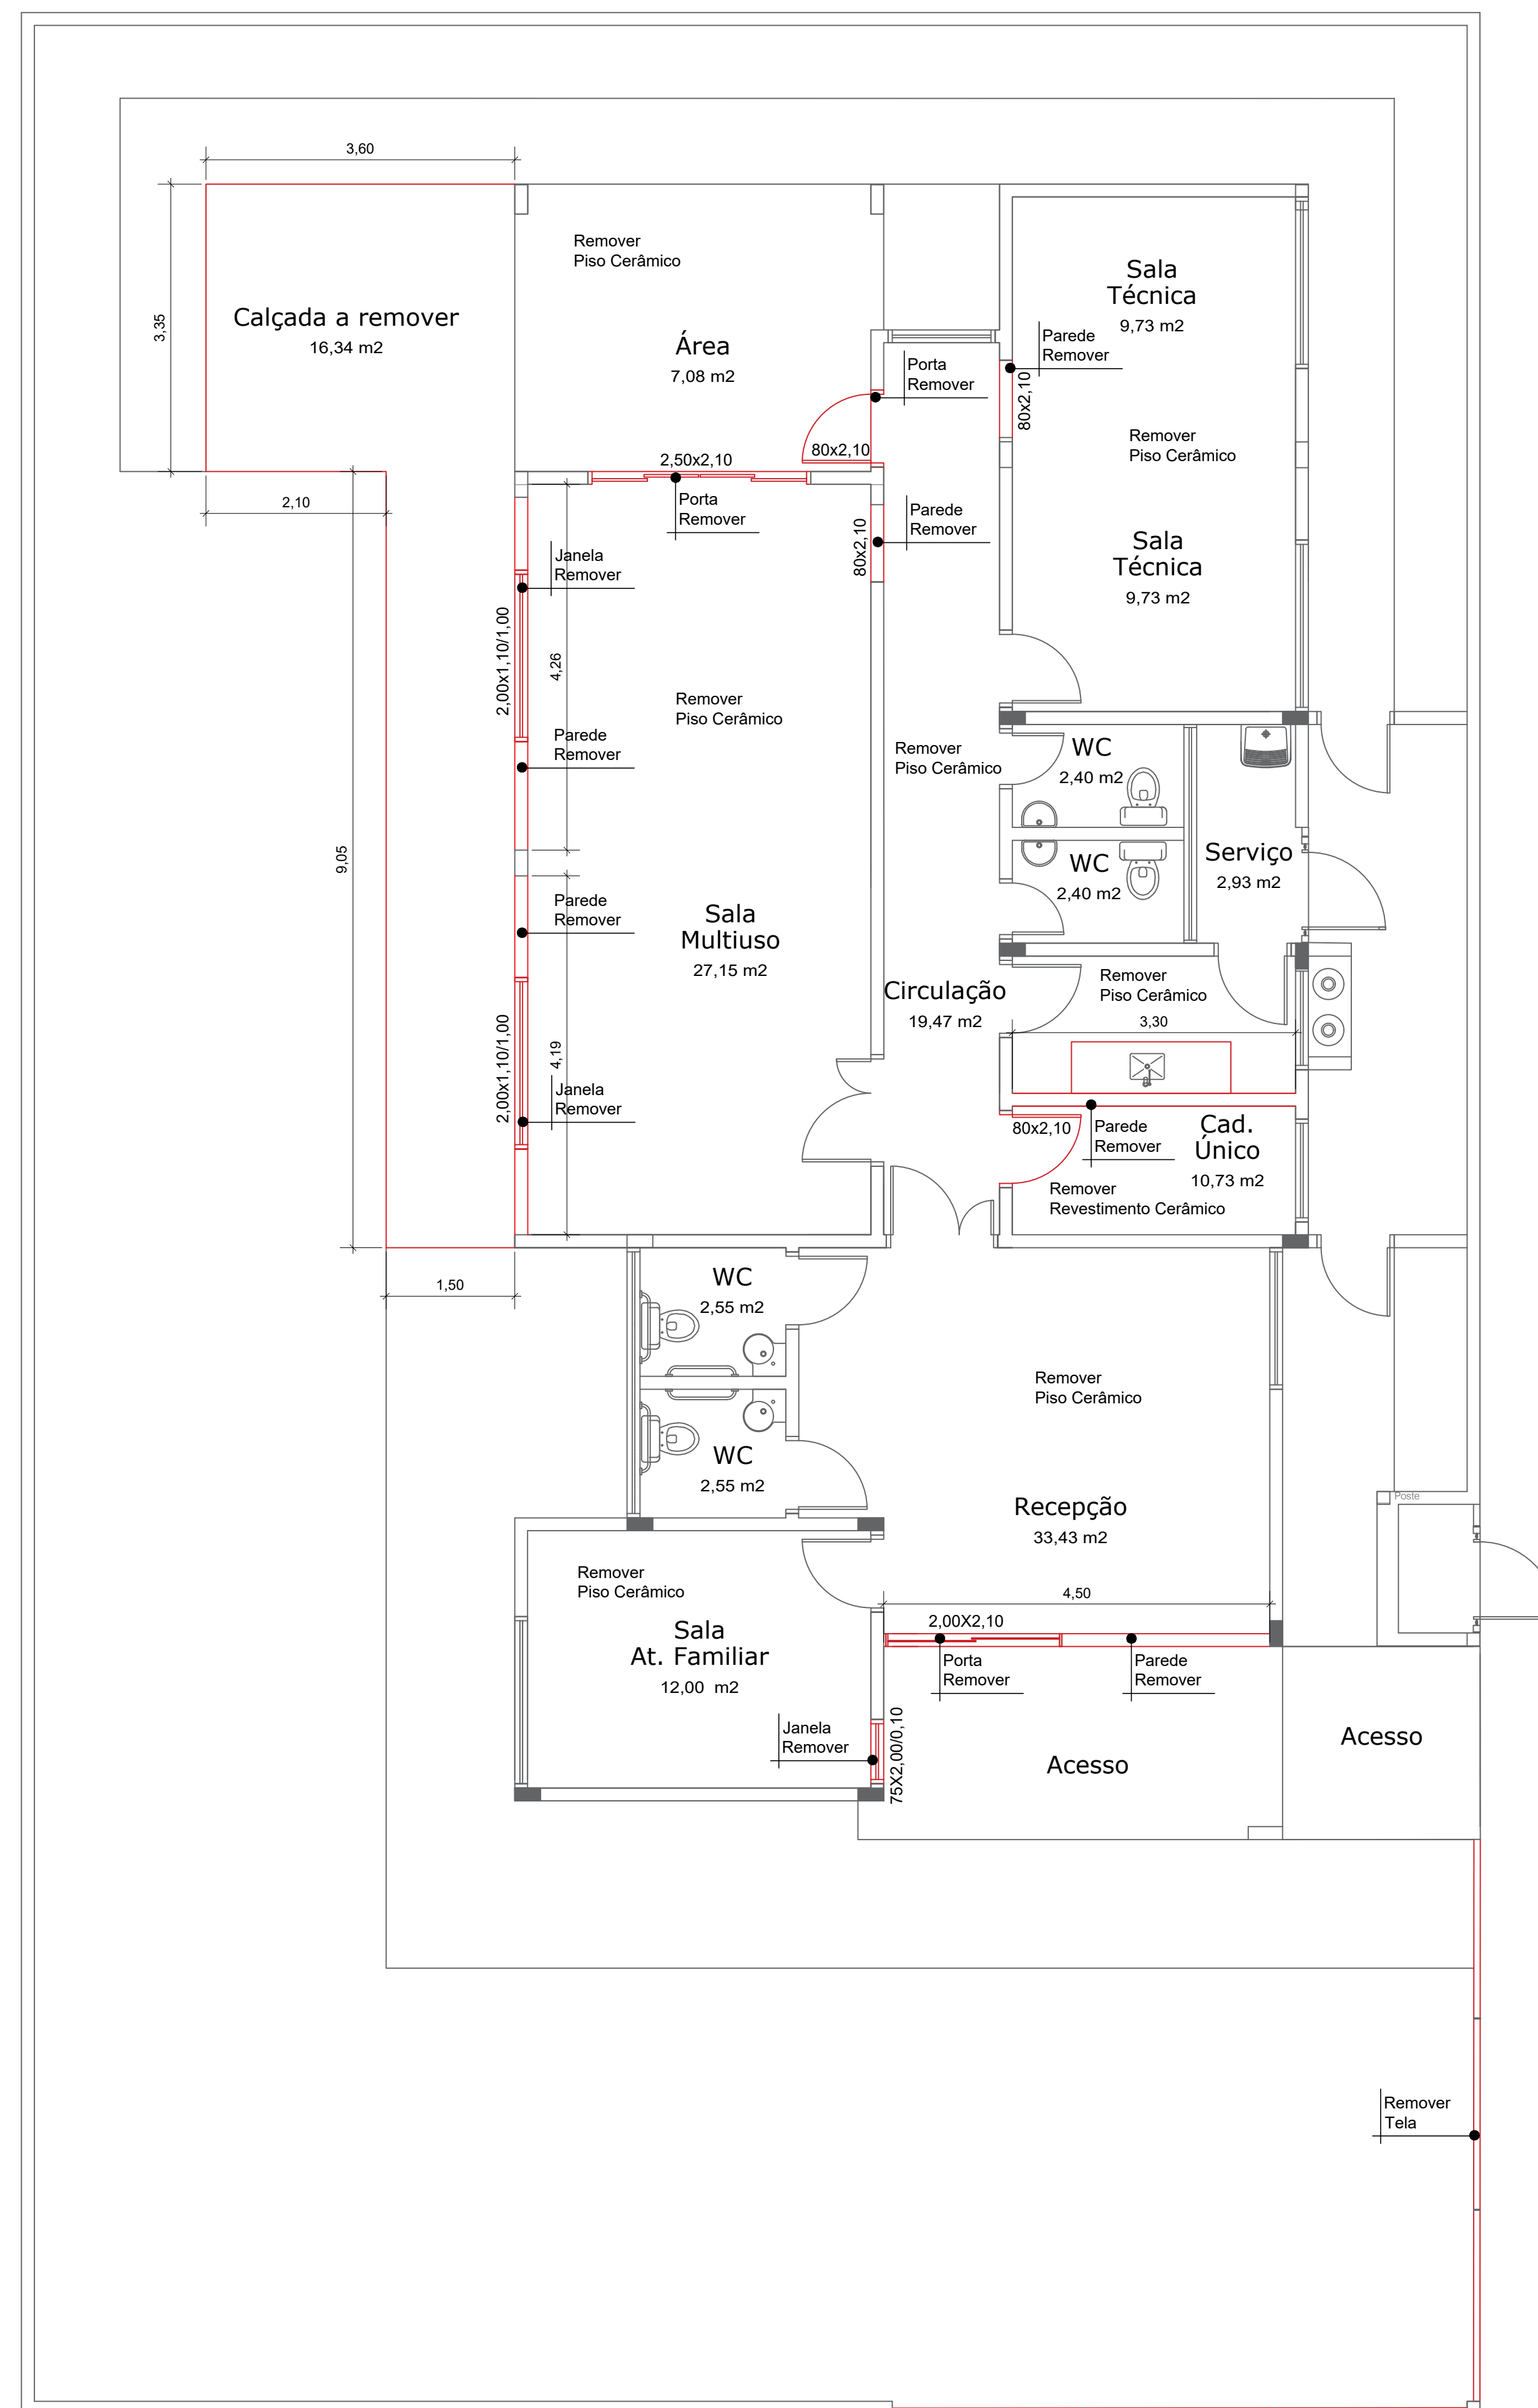 3,60
3,35
Calçada a remover
16,34 m2
Remover
Piso Cerâmico
Área
7,08 m2
Sala
Técnica
9,73 m2
Parede
Remover
Porta
Remover
80x2,10
Remover
Piso Cerâmico
80x2,10
2,50x2,10
Porta
Remover
2,10
Parede
Remover
80x2,10
Sala
Técnica
9,73 m2
Janela
Remover
2,00x1,10/1,00
4,26
Remover
Piso Cerâmico
Parede
Remover
Remover
Piso Cerâmico
WC
2,40 m2
WC
2,40 m2
Serviço
2,93 m2
9,05
Parede
Remover
Sala
Multiuso
27,15 m2
Circulação
19,47 m2
Remover
Piso Cerâmico
3,30
2,00x1,10/1,00
4,19
Janela
Remover
80x2,10
Parede
Remover
Cad.
Único
10,73 m2
Remover
Revestimento Cerâmico
1,50
WC
2,55 m2
Remover
Piso Cerâmico
WC
2,55 m2
Recepção
33,43 m2
Poste
Remover
Piso Cerâmico
Sala
At. Familiar
12,00 m2
4,50
2,00X2,10
Porta
Remover
Parede
Remover
Janela
Remover
75X2,00/0,10
Acesso
Acesso
Remover
Tela